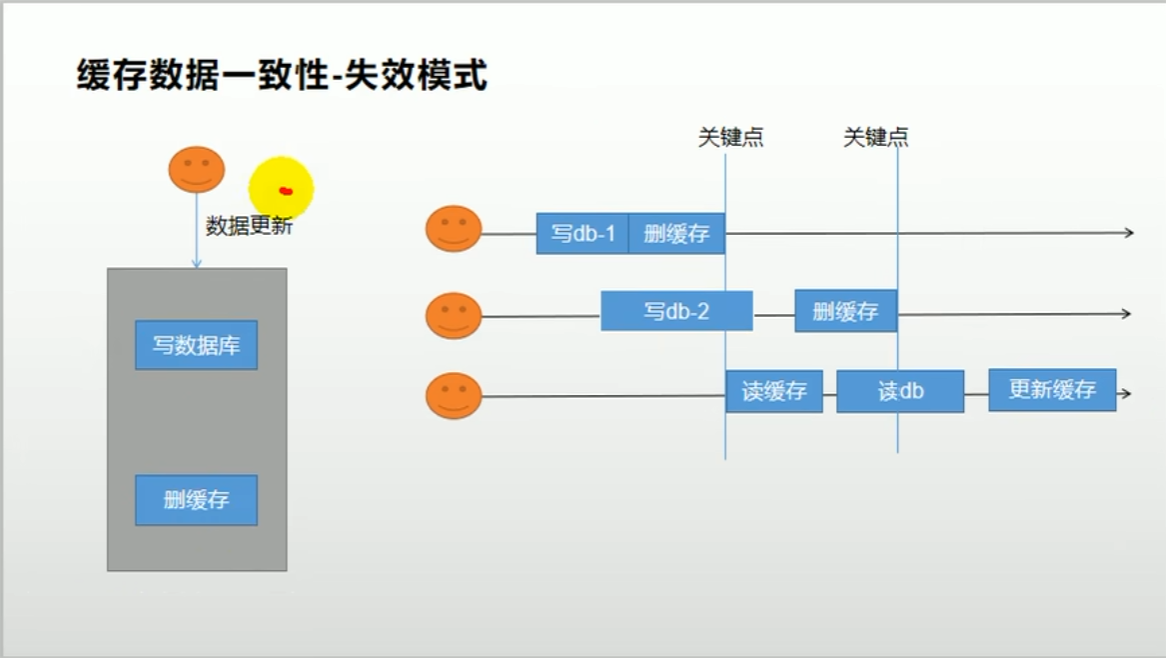 缓存数据一致性-失效模式
数据更新
写数据库
删缓存
关键点
关键点
写db-1
删缓存
写db-2
删缓存
读缓存
读db
更新缓存